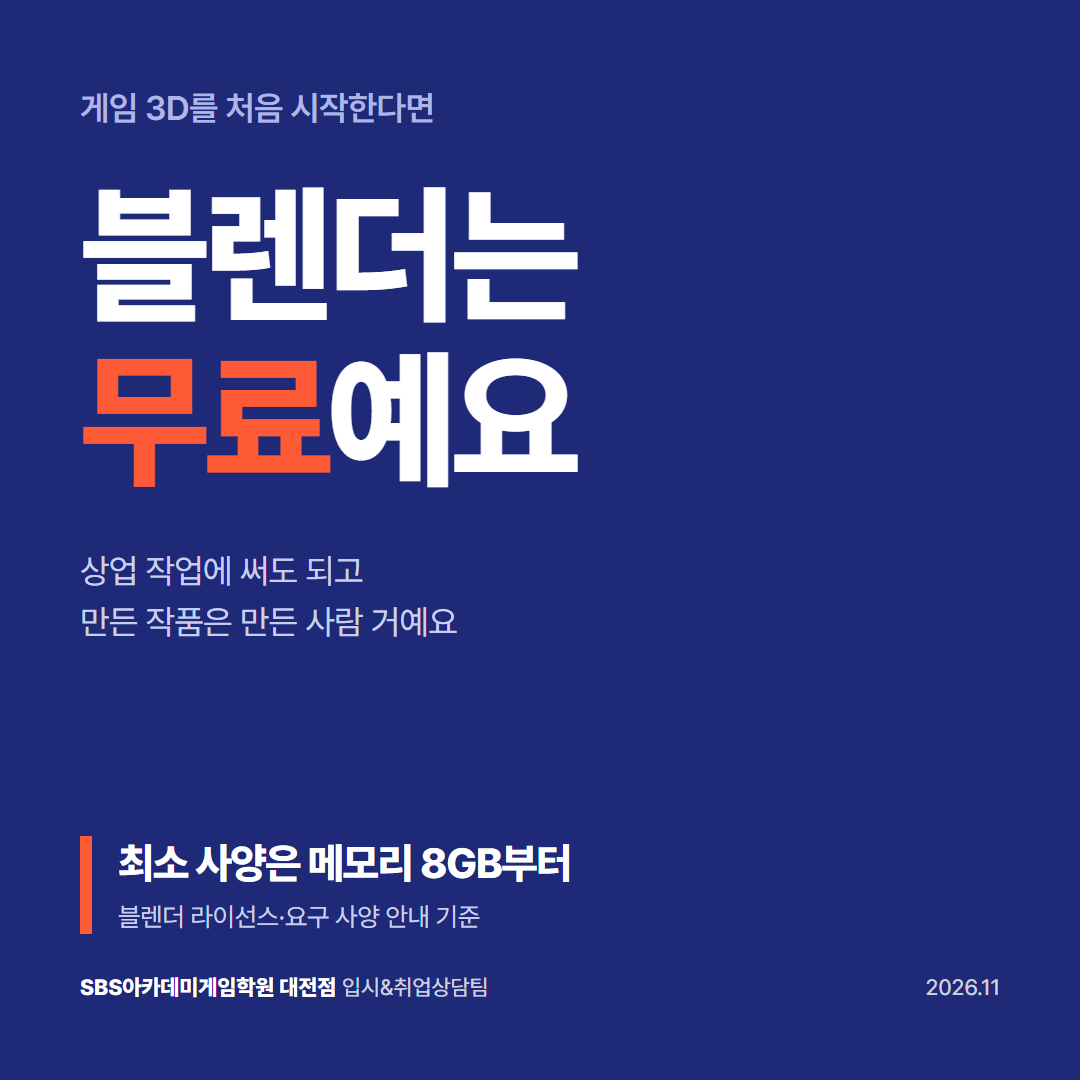 게임 3D를 처음 시작한다면
블렌더는
무료예요
상업 작업에 써도 되고
만든 작품은 만든 사람 거예요
최소 사양은 메모리 8GB부터
블렌더 라이선스·요구 사양 안내 기준
SBS아카데미게임학원 대전점 입시&취업상담팀
2026.11